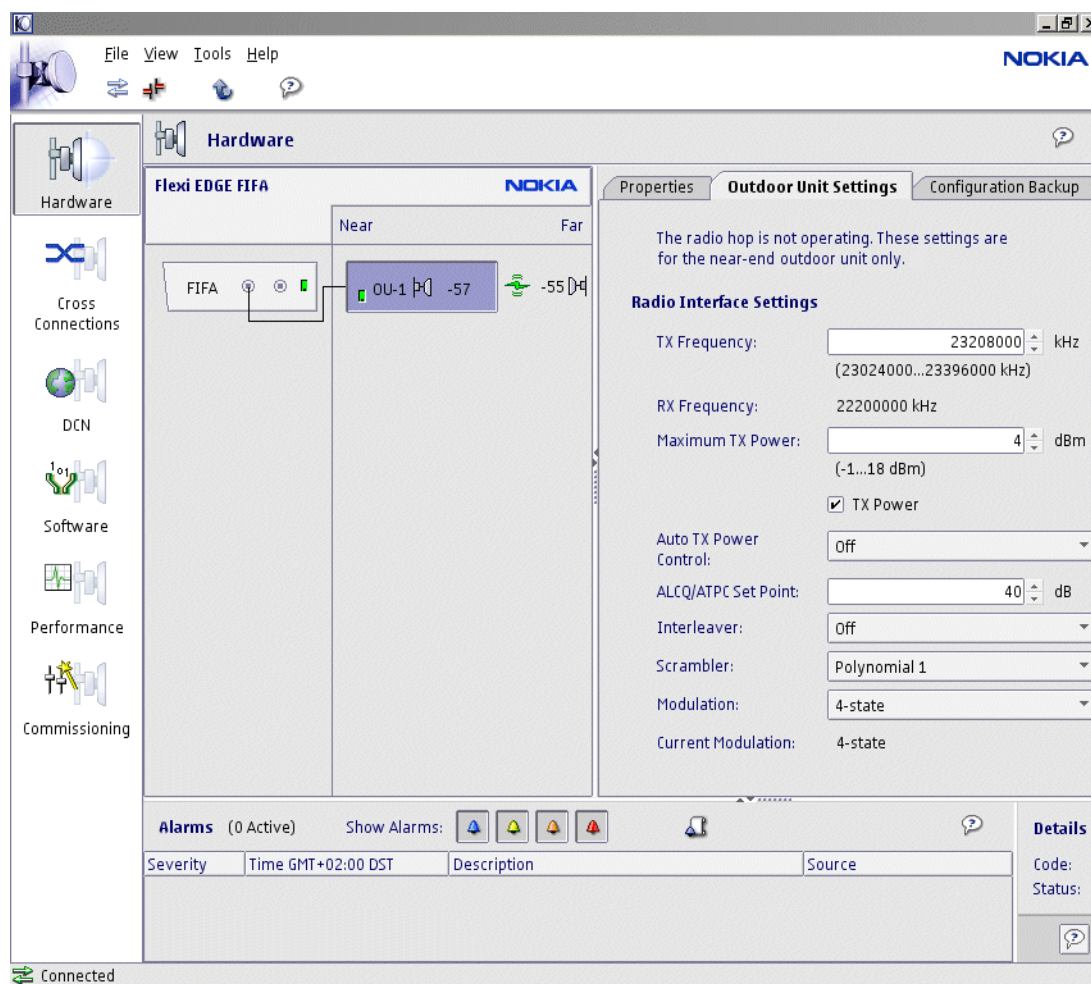 File View Tools Help
NOKIA
Hardware
Hardware
Cross
Connections
DCN
Software
Performance
Commissioning
Flexi EDGE FIFA NOKIA
Near Far
FIFA OU-1 -57 -55
Properties Outdoor Unit Settings Configuration Backup
The radio hop is not operating. These settings are
for the near-end outdoor unit only.
Radio Interface Settings
TX Frequency: 23208000 kHz
(23024000...23396000 kHz)
RX Frequency: 22200000 kHz
Maximum TX Power: 4 dBm
(-1...18 dBm)
TX Power
Auto TX Power
Control: Off
ALCQ/ATPC Set Point: 40 dB
Interleaver: Off
Scrambler: Polynomial 1
Modulation: 4-state
Current Modulation: 4-state
Alarms (0 Active) Show Alarms:
Severity Time GMT+02:00 DST Description Source
Details
Code:
Status:
Connected